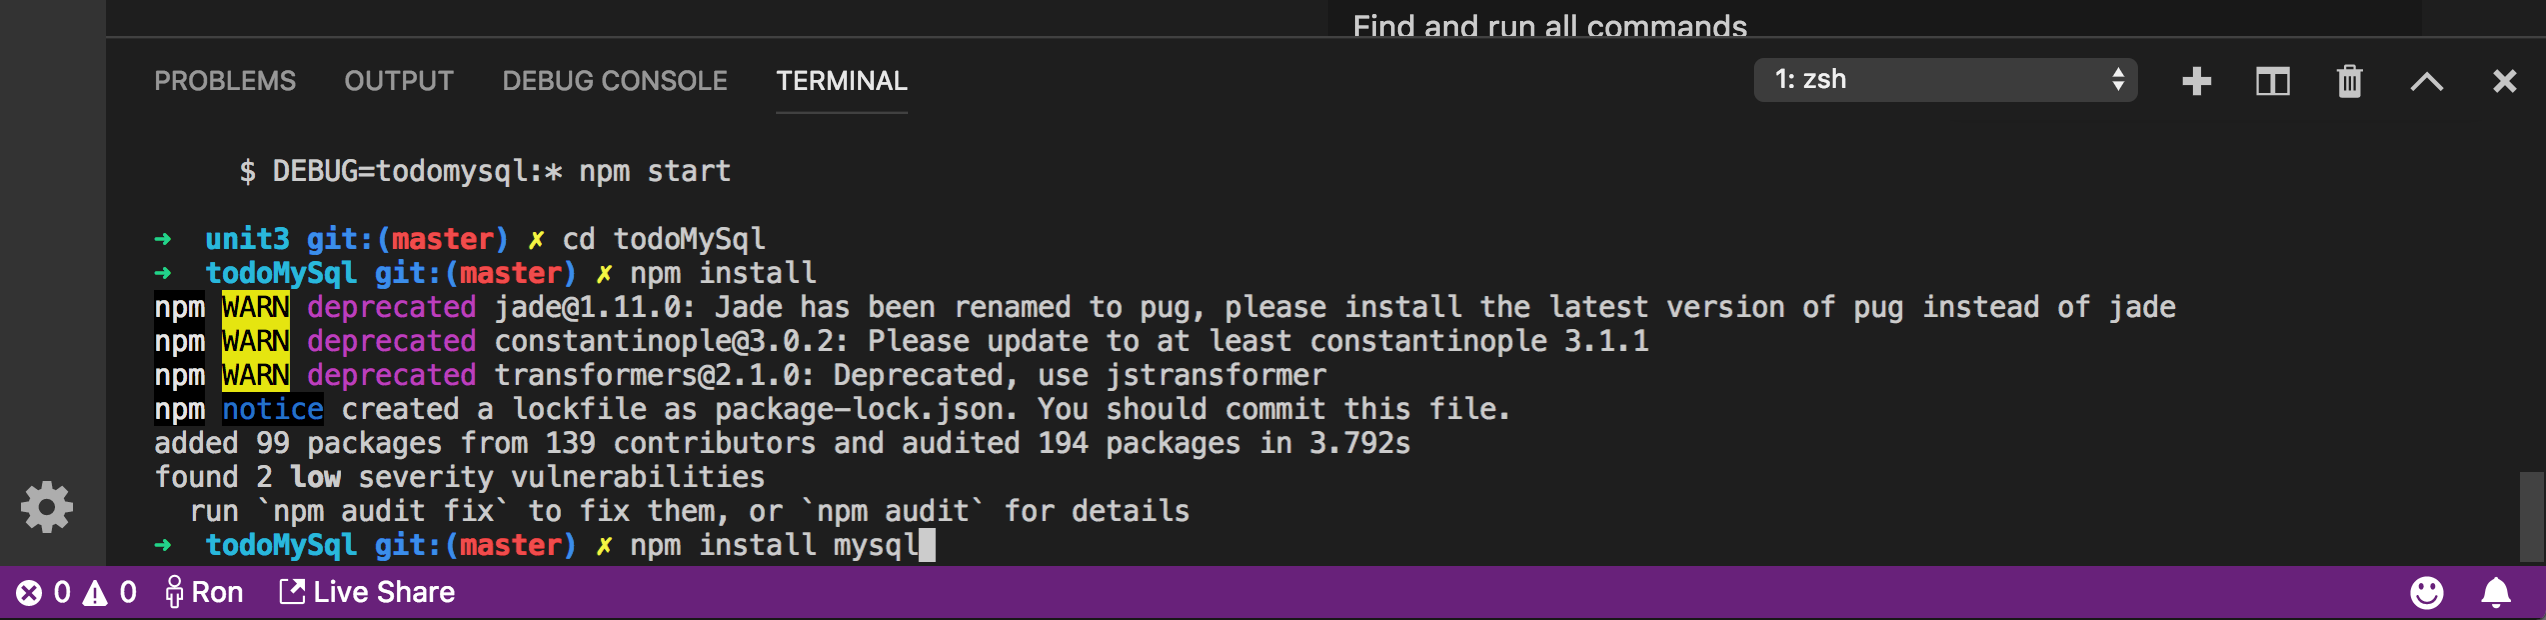 Find and run all commands
PROBLEMS OUTPUT DEBUG CONSOLE TERMINAL 1: zsh
$ DEBUG=todomysql:* npm start
➜ unit3 git:(master) ✗ cd todoMySql
➜ todoMySql git:(master) ✗ npm install
npm WARN deprecated jade@1.11.0: Jade has been renamed to pug, please install the latest version of pug instead of jade
npm WARN deprecated constantinople@3.0.2: Please update to at least constantinople 3.1.1
npm WARN deprecated transformers@2.1.0: Deprecated, use jstransformer
npm notice created a lockfile as package-lock.json. You should commit this file.
added 99 packages from 139 contributors and audited 194 packages in 3.792s
found 2 low severity vulnerabilities
run `npm audit fix` to fix them, or `npm audit` for details
➜ todoMySql git:(master) ✗ npm install mysql
0 0 Ron Live Share